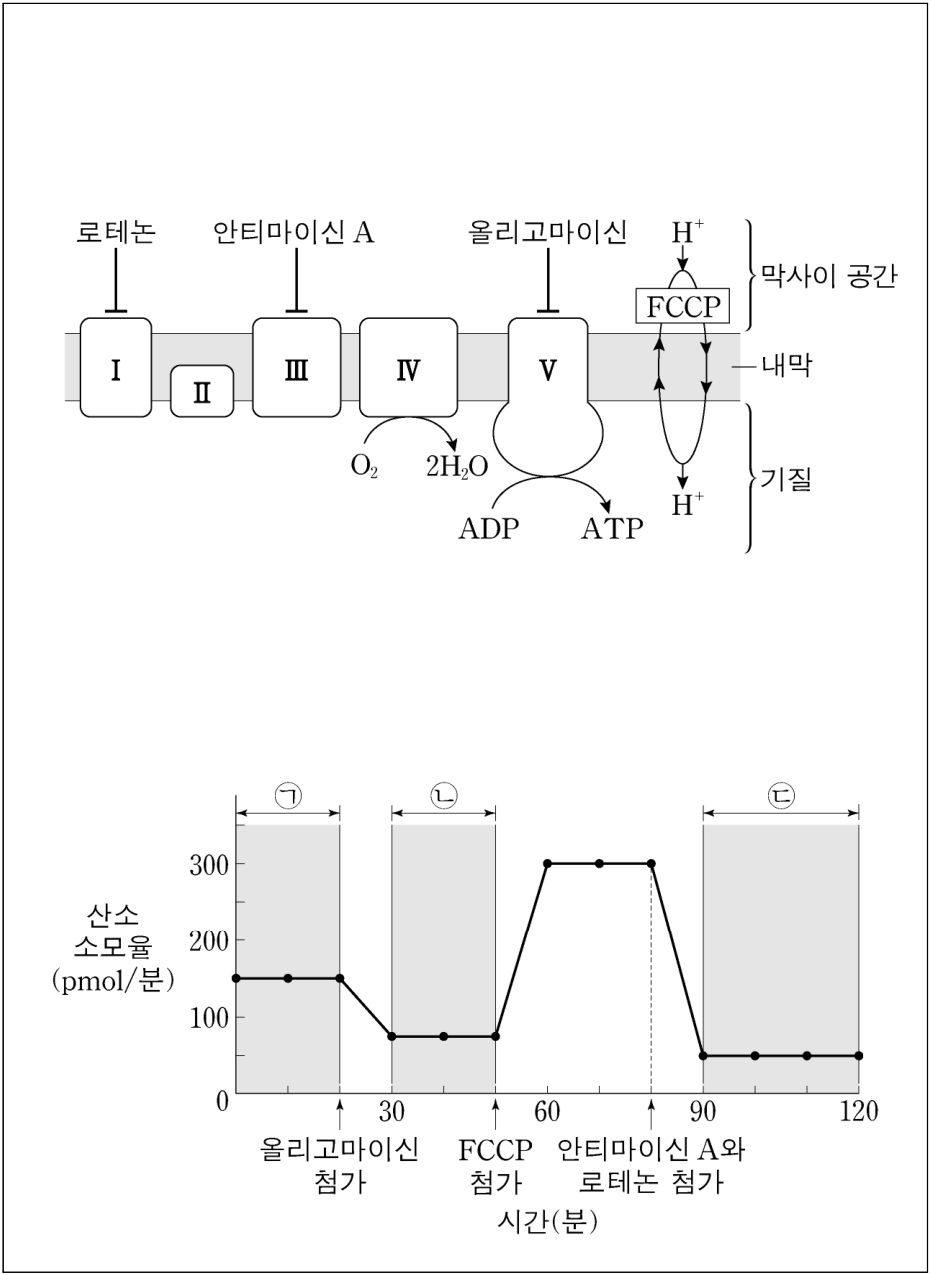 로테논 안티마이신 A 올리고마이신 H⁺
막사이 공간
FCCP
Ⅰ Ⅱ Ⅲ Ⅳ Ⅴ
내막
O₂ 2H₂O
기질
H⁺
ADP ATP
㉠ ㉡ ㉢
300
산소
소모율
(pmol/분)
200
100
0
0 30 60 90 120
올리고마이신 FCCP 안티마이신 A와
첨가 첨가 로테논 첨가
시간(분)